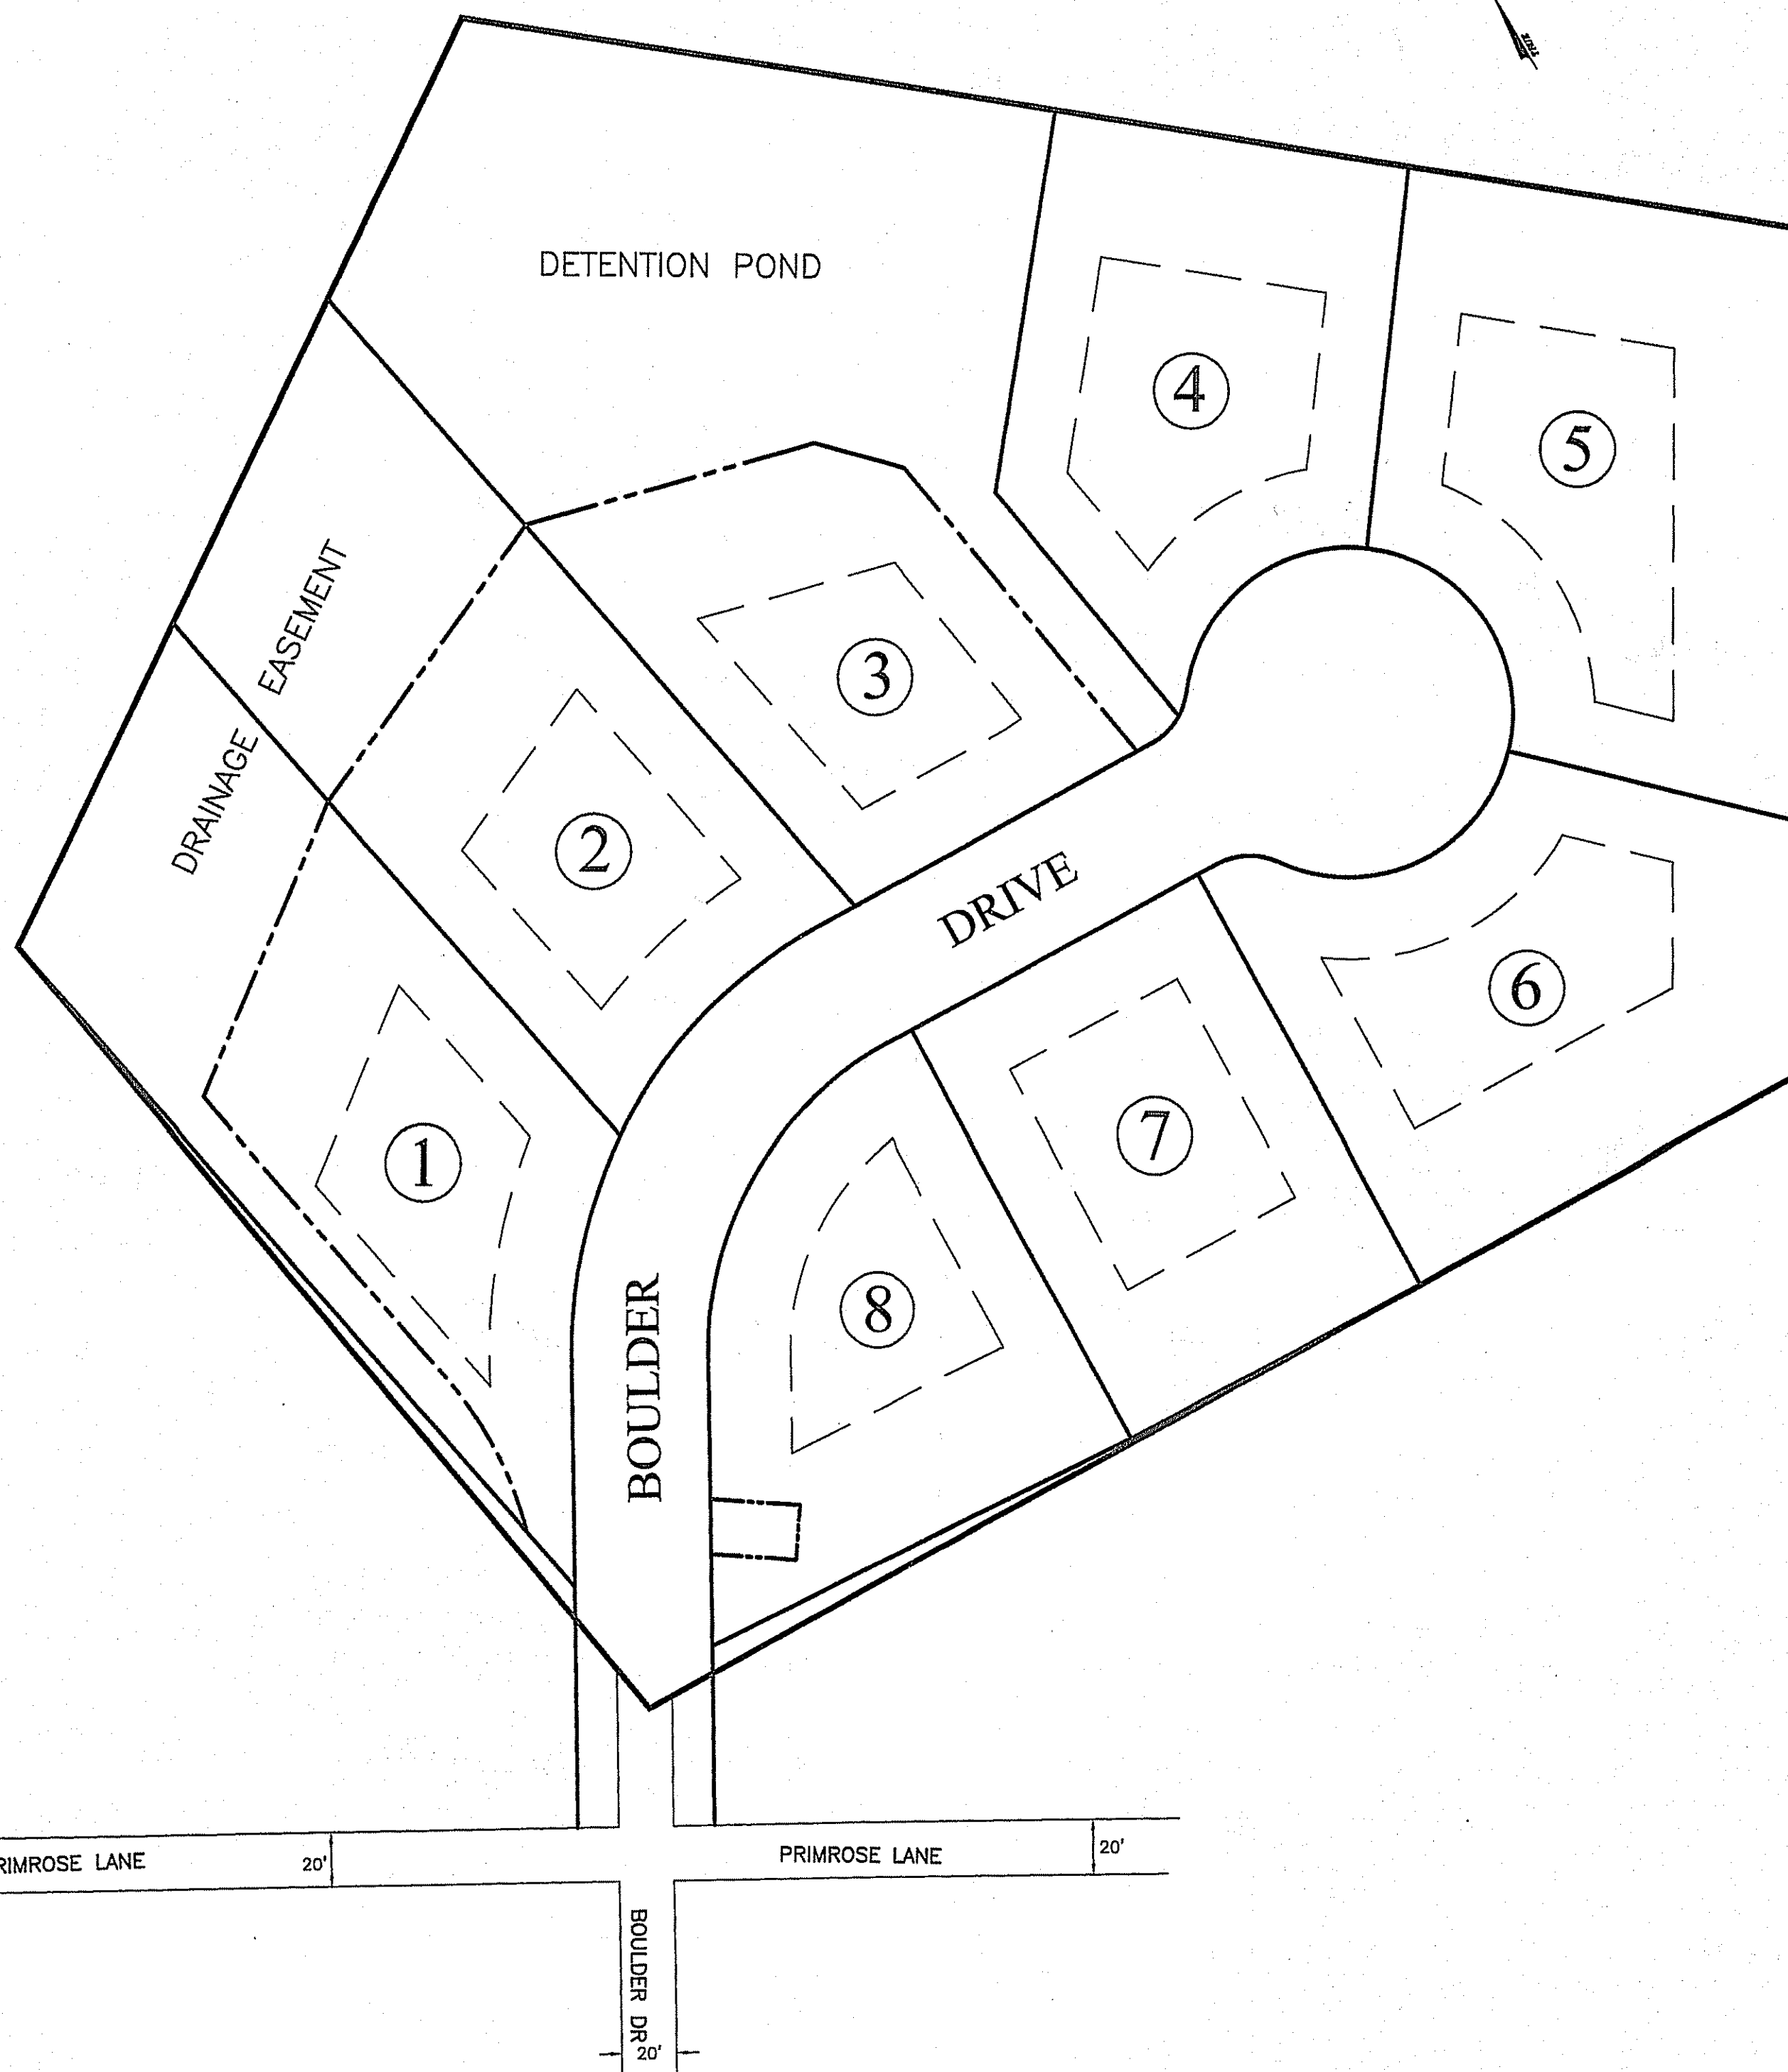 DETENTION POND
4
5
EASEMENT
3
DRAINAGE
2
DRIVE
6
7
1
8
BOULDER
RIMROSE LANE
20'
PRIMROSE LANE
20'
BOULDER DR
20'